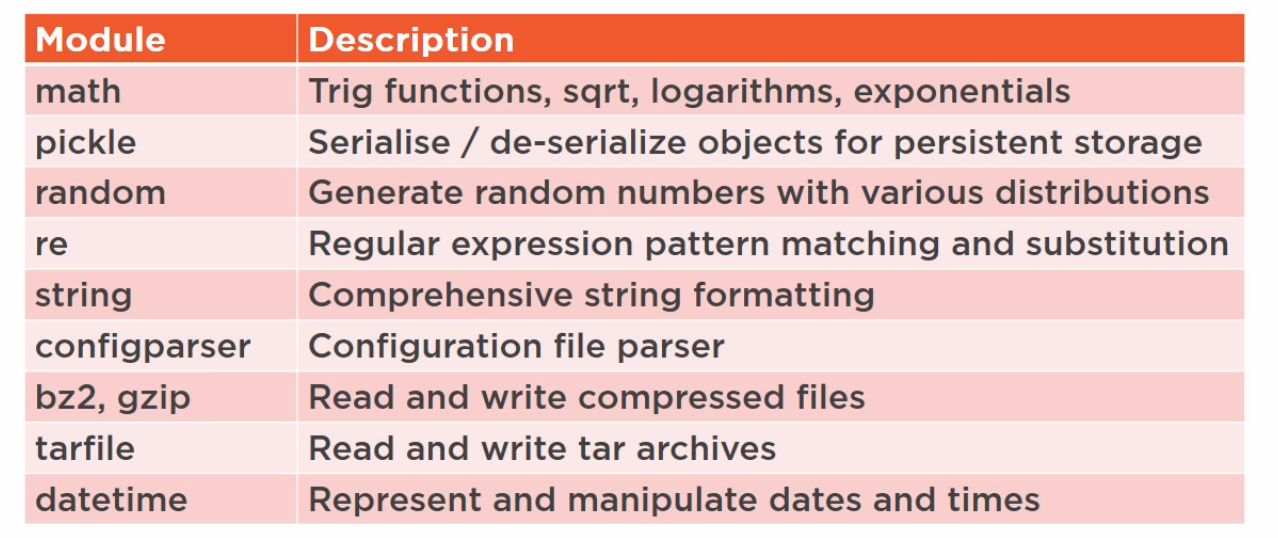 Module Description
math Trig functions, sqrt, logarithms, exponentials
pickle Serialise / de-serialize objects for persistent storage
random Generate random numbers with various distributions
re Regular expression pattern matching and substitution
string Comprehensive string formatting
configparser Configuration file parser
bz2, gzip Read and write compressed files
tarfile Read and write tar archives
datetime Represent and manipulate dates and times